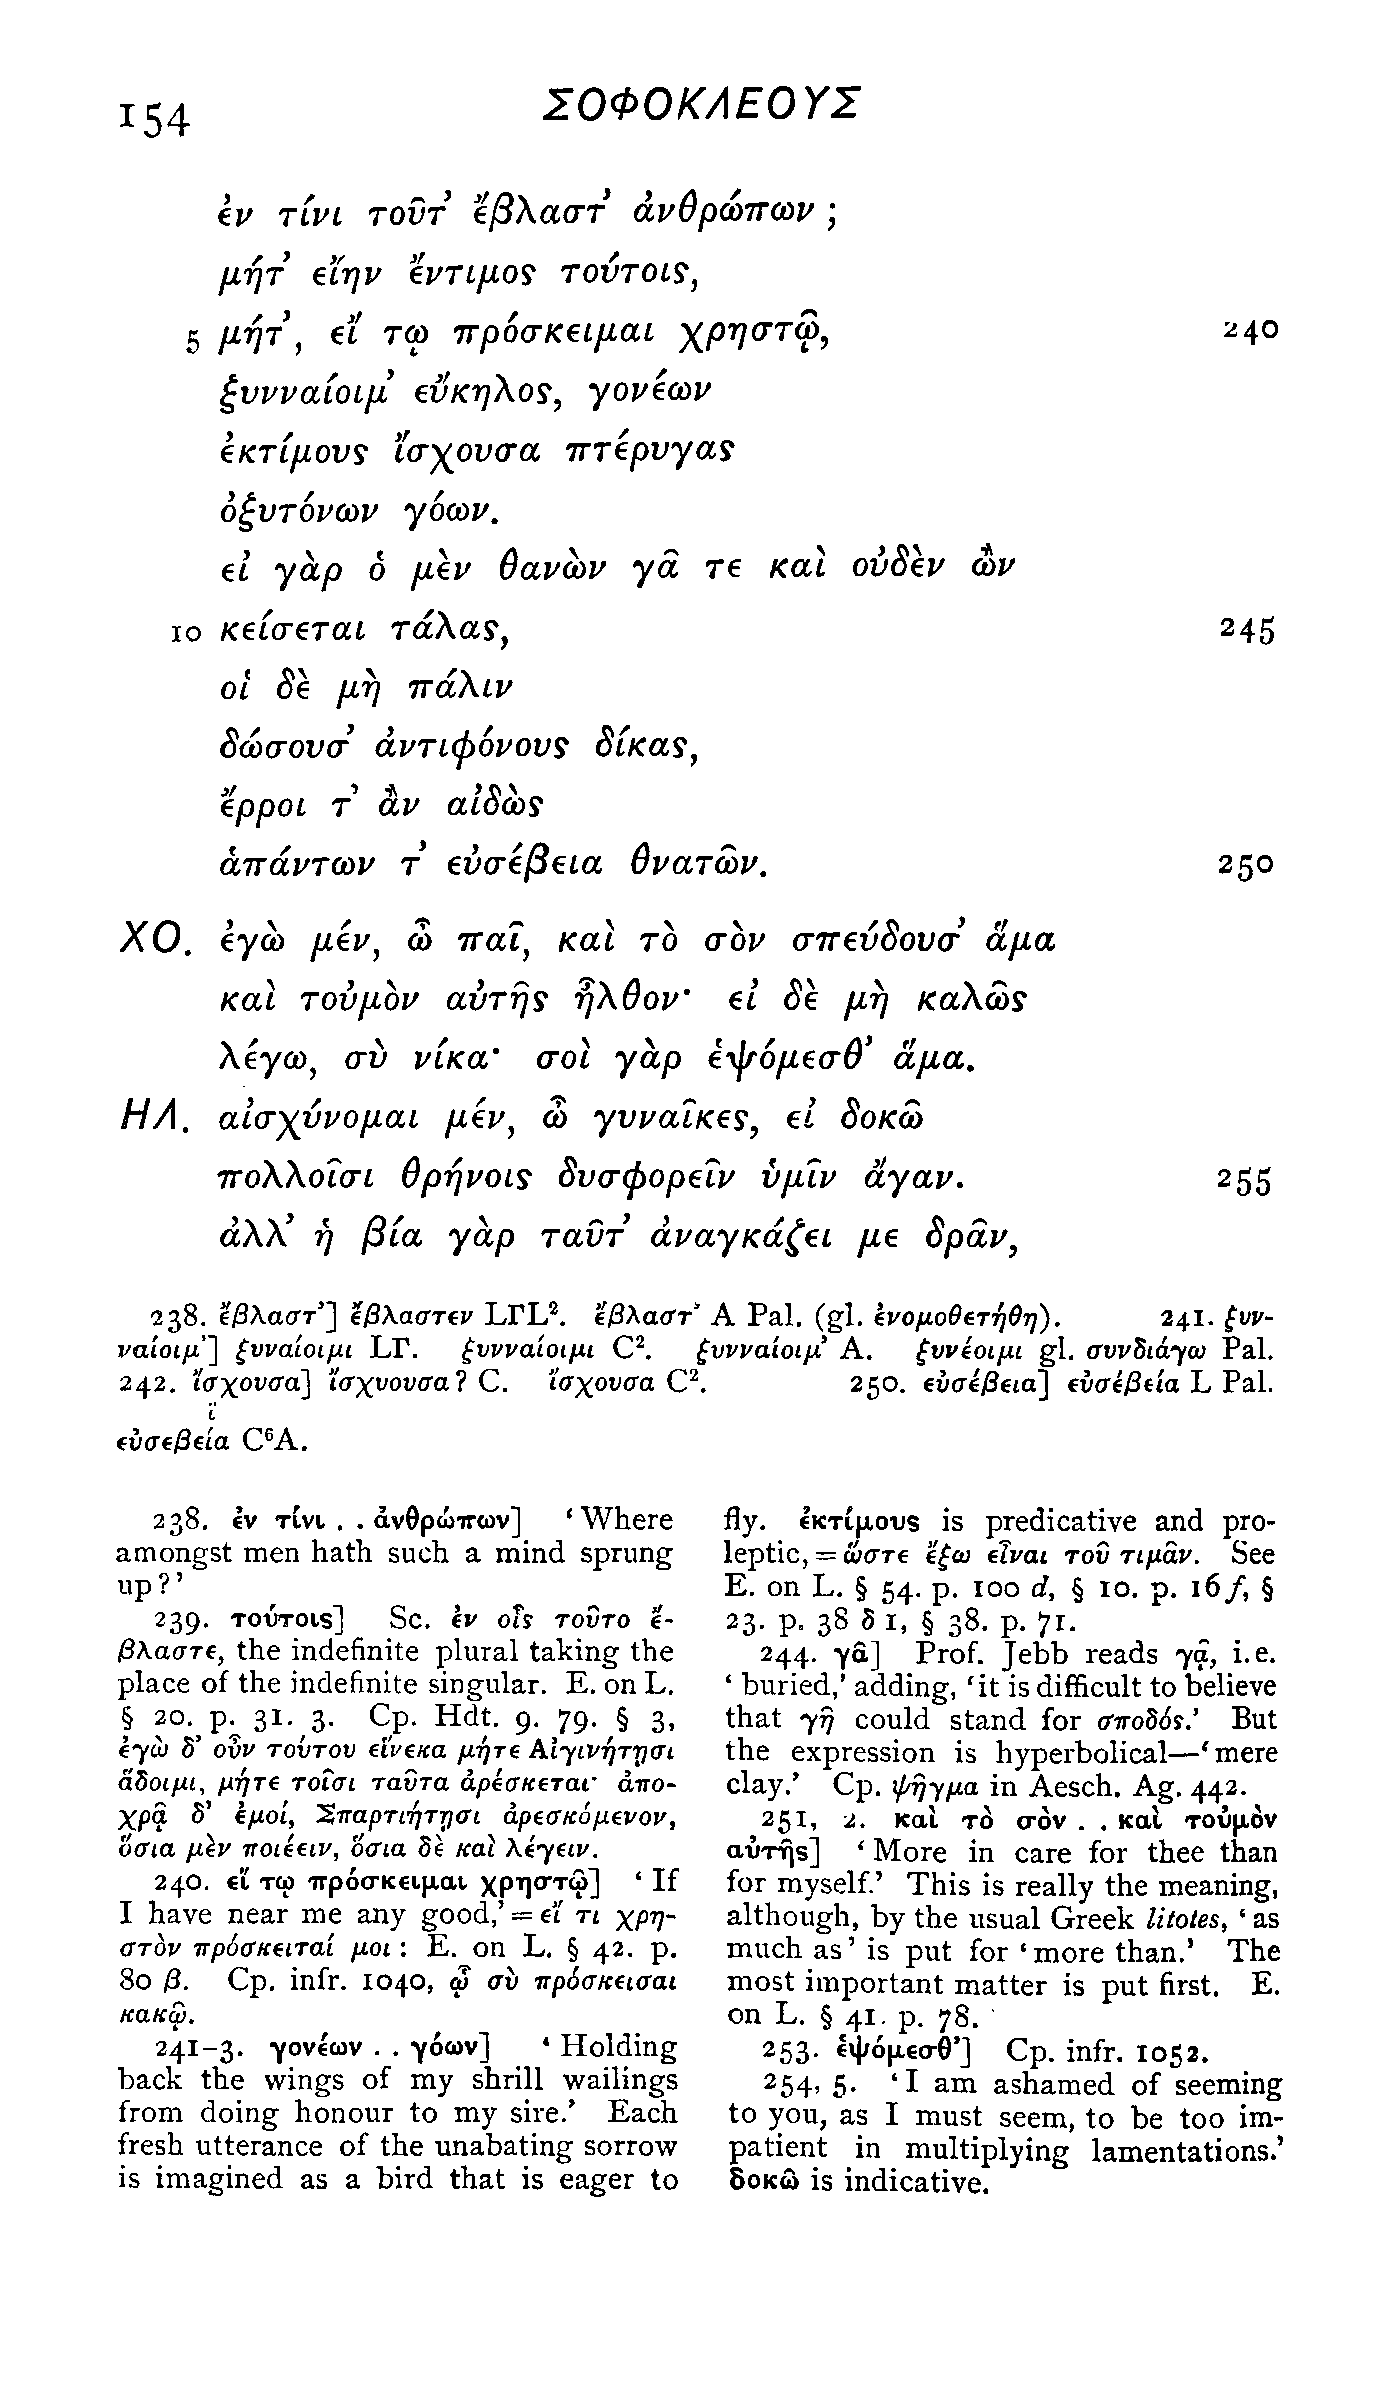 154 ΣΟΦΟΚΛΕΟΥΣ
ἐν τίνι τοῦτ’ ἔβλαστ’ ἀνθρώπων ;
μήτ’ εἴην ἔντιμος τούτοις,
5 μήτ’, εἴ τῳ πρόσκειμαι χρηστῷ, 240
ξυνναίοιμ’ εὔκηλος, γονέων
ἐκτίμους ἴσχουσα πτέρυγας
ὀξυτόνων γόων.
εἰ γὰρ ὁ μὲν θανὼν γᾶ τε καὶ οὐδὲν ὢν
10 κείσεται τάλας, 245
οἱ δὲ μὴ πάλιν
δώσουσ’ ἀντιφόνους δίκας,
ἔρροι τ’ ἂν αἰδὼς
ἁπάντων τ’ εὐσέβεια θνατῶν. 250
ΧΟ. ἐγὼ μέν, ὦ παῖ, καὶ τὸ σὸν σπεύδουσ’ ἅμα
καὶ τοὐμὸν αὐτῆς ἦλθον· εἰ δὲ μὴ καλῶς
λέγω, σὺ νίκα· σοὶ γὰρ ἑψόμεσθ’ ἅμα.
ΗΛ. αἰσχύνομαι μέν, ὦ γυναῖκες, εἰ δοκῶ
πολλοῖσι θρήνοις δυσφορεῖν ὑμῖν ἄγαν. 255
ἀλλ’ ἡ βία γὰρ ταῦτ’ ἀναγκάζει με δρᾶν,
238. ἔβλαστ’] ἔβλαστεν LΓL². ἔβλαστ’ A Pal. (gl. ἐνομοθετήθη). 241. ξυν-
ναίοιμ’] ξυναίοιμι LΓ. ξυνναίοιμι C². ξυνναίοιμ’ A. ξυνέοιμι gl. συνδιάγω Pal.
242. ἴσχουσα] ἴσχυουσα? C. ἴσχουσα C². 250. εὐσέβεια] εὐσέβεία L Pal.
ϊ
εὐσεβεία C⁶A.
238. ἐν τίνι . . ἀνθρώπων] ‘Where
amongst men hath such a mind sprung
up?’
239. τούτοις] Sc. ἐν οἷς τοῦτο ἔ-
βλαστε, the indefinite plural taking the
place of the indefinite singular. E. on L.
§ 20. p. 31. 3. Cp. Hdt. 9. 79. § 3,
ἐγὼ δ’ οὖν τούτου εἵνεκα μήτε Αἰγινήτῃσι
ἅδοιμι, μήτε τοῖσι ταῦτα ἀρέσκεται· ἀπο-
χρᾷ δ’ ἐμοί, Σπαρτιήτῃσι ἀρεσκόμενον,
ὅσια μὲν ποιέειν, ὅσια δὲ καὶ λέγειν.
240. εἴ τῳ πρόσκειμαι χρηστῷ] ‘If
I have near me any good,’ = εἴ τι χρη-
στὸν πρόσκειταί μοι : E. on L. § 42. p.
80 β. Cp. infr. 1040, ᾧ σὺ πρόσκεισαι
κακῷ.
241-3. γονέων . . γόων] ‘Holding
back the wings of my shrill wailings
from doing honour to my sire.’ Each
fresh utterance of the unabating sorrow
is imagined as a bird that is eager to
fly. ἐκτίμους is predicative and pro-
leptic, = ὥστε ἔξω εἶναι τοῦ τιμᾶν. See
E. on L. § 54. p. 100 d, § 10. p. 16 f, §
23. p. 38 δ 1, § 38. p. 71.
244. γᾶ] Prof. Jebb reads γᾷ, i.e.
‘buried,’ adding, ‘it is difficult to believe
that γῆ could stand for σποδός.’ But
the expression is hyperbolical—‘mere
clay.’ Cp. ψῆγμα in Aesch. Ag. 442.
251, 2. καὶ τὸ σὸν . . καὶ τοὐμὸν
αὐτῆς] ‘More in care for thee than
for myself.’ This is really the meaning,
although, by the usual Greek litotes, ‘as
much as’ is put for ‘more than.’ The
most important matter is put first. E.
on L. § 41. p. 78.
253. ἑψόμεσθ’] Cp. infr. 1052.
254, 5. ‘I am ashamed of seeming
to you, as I must seem, to be too im-
patient in multiplying lamentations.’
δοκῶ is indicative.